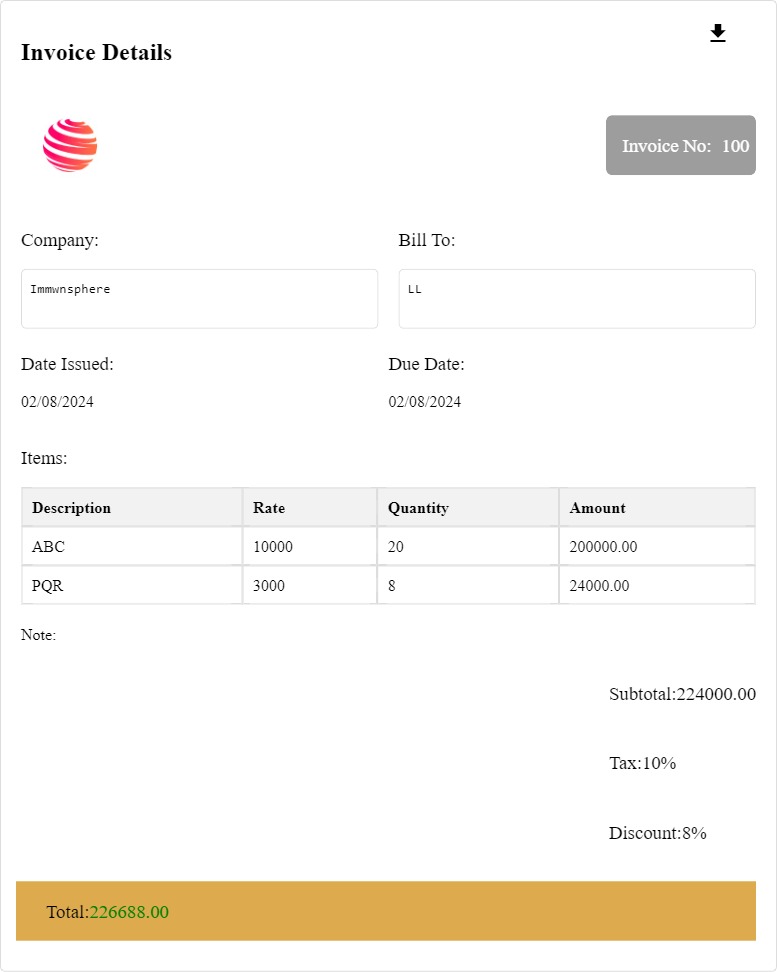 Invoice Details
Invoice No: 100
Company:
Bill To:
Immwnsphere
LL
Date Issued:
Due Date:
02/08/2024
02/08/2024
Items:
Description Rate Quantity Amount
ABC 10000 20 200000.00
PQR 3000 8 24000.00
Note:
Subtotal:224000.00
Tax:10%
Discount:8%
Total:226688.00